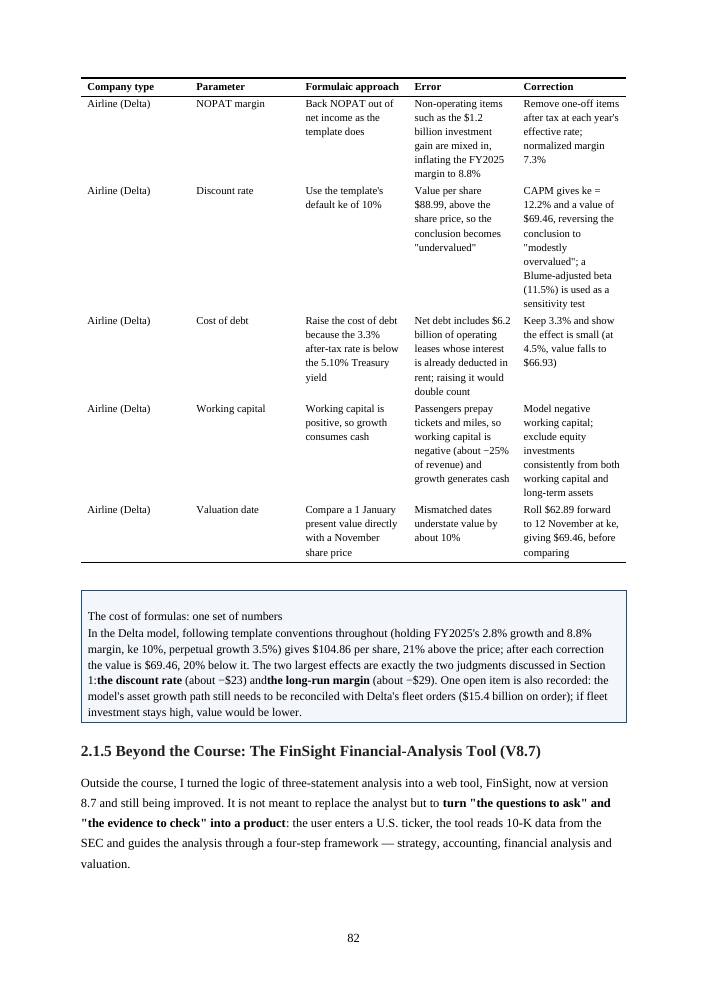 Company type Parameter Formulaic approach Error Correction
Airline (Delta) NOPAT margin Back NOPAT out of Non-operating items Remove one-off items
net income as the such as the $1.2 after tax at each year's
template does billion investment effective rate;
gain are mixed in, normalized margin
inflating the FY2025 7.3%
margin to 8.8%
Airline (Delta) Discount rate Use the template's Value per share CAPM gives ke =
default ke of 10% $88.99, above the 12.2% and a value of
share price, so the $69.46, reversing the
conclusion becomes conclusion to
"undervalued" "modestly
overvalued"; a
Blume-adjusted beta
(11.5%) is used as a
sensitivity test
Airline (Delta) Cost of debt Raise the cost of debt Net debt includes $6.2 Keep 3.3% and show
because the 3.3% billion of operating the effect is small (at
after-tax rate is below leases whose interest 4.5%, value falls to
the 5.10% Treasury is already deducted in $66.93)
yield rent; raising it would
double count
Airline (Delta) Working capital Working capital is Passengers prepay Model negative
positive, so growth tickets and miles, so working capital;
consumes cash working capital is exclude equity
negative (about −25% investments
of revenue) and consistently from both
growth generates cash working capital and
long-term assets
Airline (Delta) Valuation date Compare a 1 January Mismatched dates Roll $62.89 forward
present value directly understate value by to 12 November at ke,
with a November about 10% giving $69.46, before
share price comparing
The cost of formulas: one set of numbers
In the Delta model, following template conventions throughout (holding FY2025's 2.8% growth and 8.8%
margin, ke 10%, perpetual growth 3.5%) gives $104.86 per share, 21% above the price; after each correction
the value is $69.46, 20% below it. The two largest effects are exactly the two judgments discussed in Section
1:the discount rate (about −$23) andthe long-run margin (about −$29). One open item is also recorded: the
model's asset growth path still needs to be reconciled with Delta's fleet orders ($15.4 billion on order); if fleet
investment stays high, value would be lower.
2.1.5 Beyond the Course: The FinSight Financial-Analysis Tool (V8.7)
Outside the course, I turned the logic of three-statement analysis into a web tool, FinSight, now at version
8.7 and still being improved. It is not meant to replace the analyst but to turn "the questions to ask" and
"the evidence to check" into a product: the user enters a U.S. ticker, the tool reads 10-K data from the
SEC and guides the analysis through a four-step framework — strategy, accounting, financial analysis and
valuation.
82